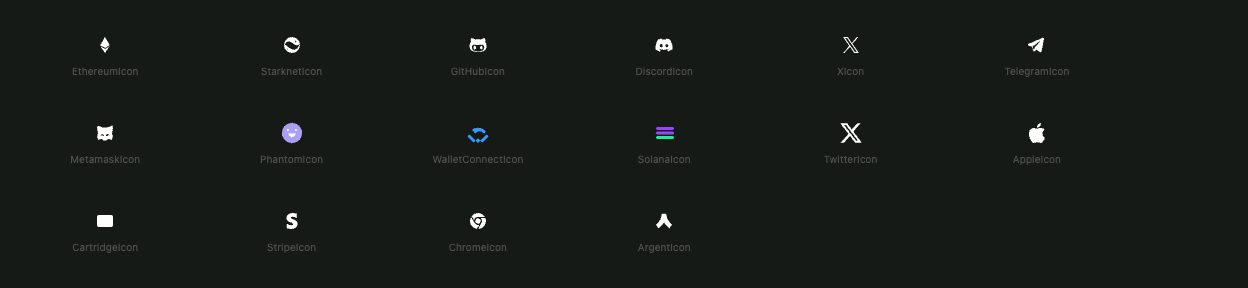 EthereumIcon StarknetIcon GitHubIcon DiscordIcon XIcon TelegramIcon
MetamaskIcon PhantomIcon WalletConnectIcon SolanaIcon TwitterIcon AppleIcon
CartridgeIcon StripeIcon ChromeIcon ArgentIcon